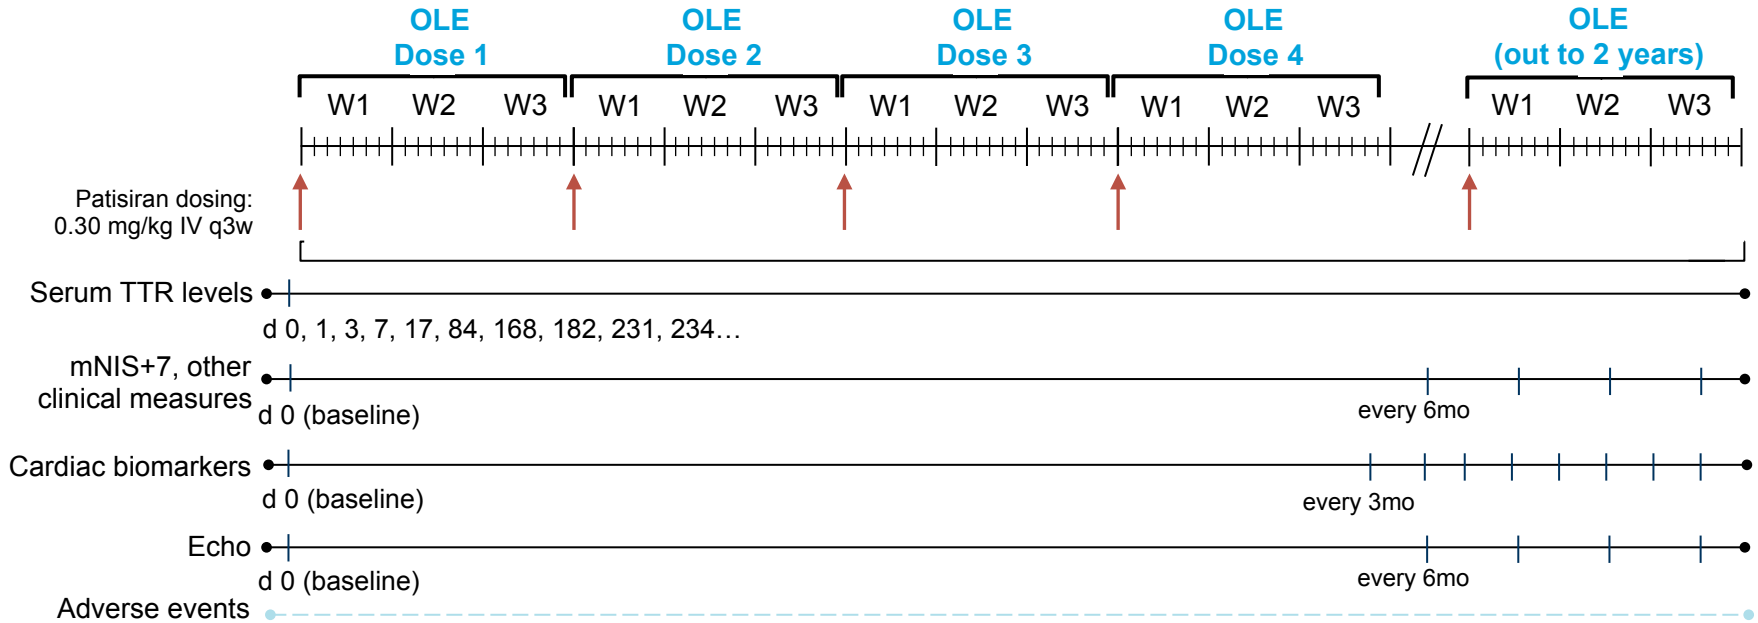 OLE
Dose 1
OLE
Dose 2
OLE
Dose 3
OLE
Dose 4
OLE
(out to 2 years)
W1 W2 W3 W1 W2 W3 W1 W2 W3 W1 W2 W3 W1 W2 W3
Patisiran dosing:
0.30 mg/kg IV q3w
Serum TTR levels
d 0, 1, 3, 7, 17, 84, 168, 182, 231, 234…
mNIS+7, other
clinical measures
d 0 (baseline)
every 6mo
Cardiac biomarkers
d 0 (baseline)
every 3mo
Echo
d 0 (baseline)
every 6mo
Adverse events